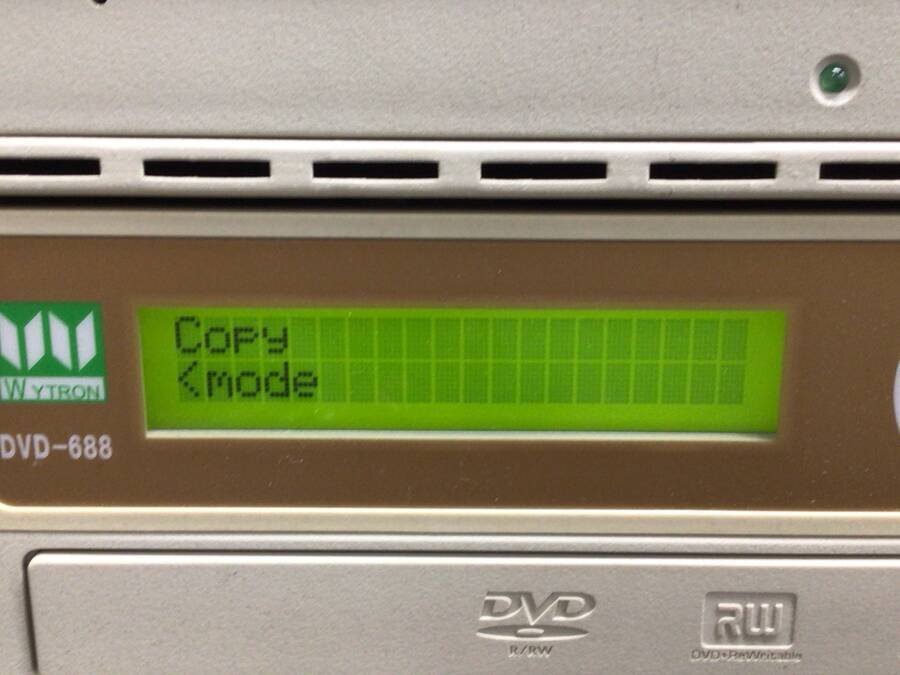 Copy
<mode
WYTRON
DVD-688
DVD
R/RW
RW
DVD+ReWritable